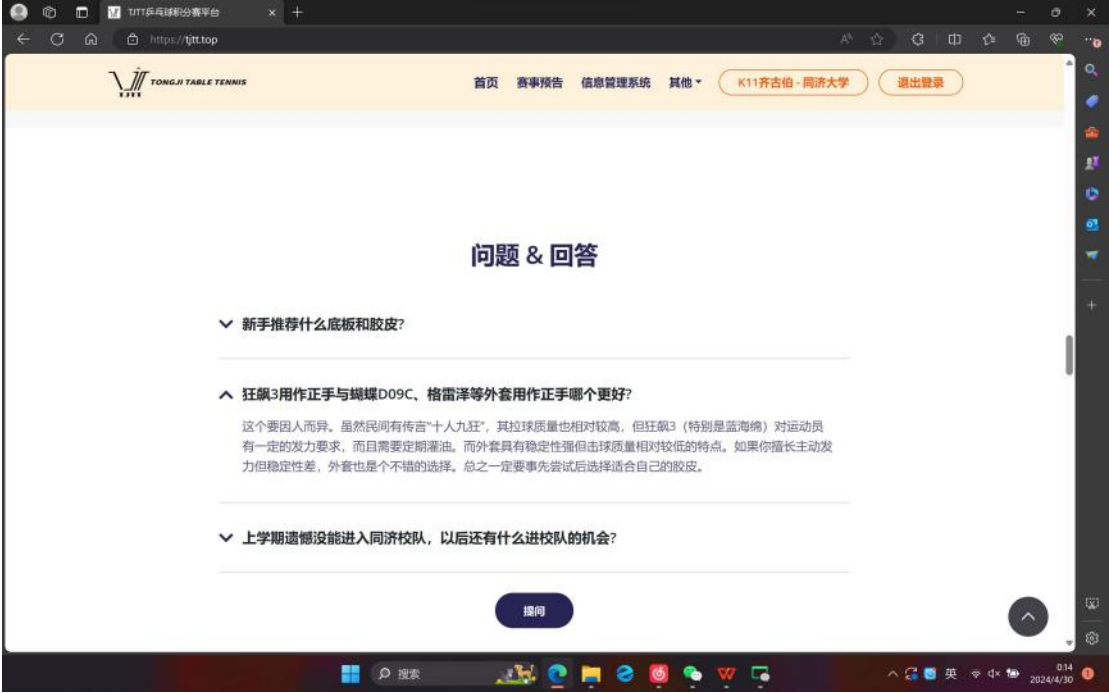 TJTT乒乓球积分赛平台
https://tjtt.top
TJTT
TONGJI TABLE TENNIS
首页 赛事预告 信息管理系统 其他 K11齐古伯 - 同济大学 退出登录
问题 & 回答
新手推荐什么底板和胶皮?
狂飙3用作正手与蝴蝶D09C、格雷泽等外套用作正手哪个更好?
这个要因人而异。虽然民间有传言“十人九狂”，其拉球质量也相对较高，但狂飙3（特别是蓝海绵）对运动员
有一定的发力要求，而且需要定期灌油。而外套具有稳定性强但击球质量相对较低的特点。如果你擅长主动发
力但稳定性差，外套也是个不错的选择。总之一定要事先尝试后选择适合自己的胶皮。
上学期遗憾没能进入同济校队，以后还有什么进校队的机会?
提问
搜索
英
0:14
2024/4/30